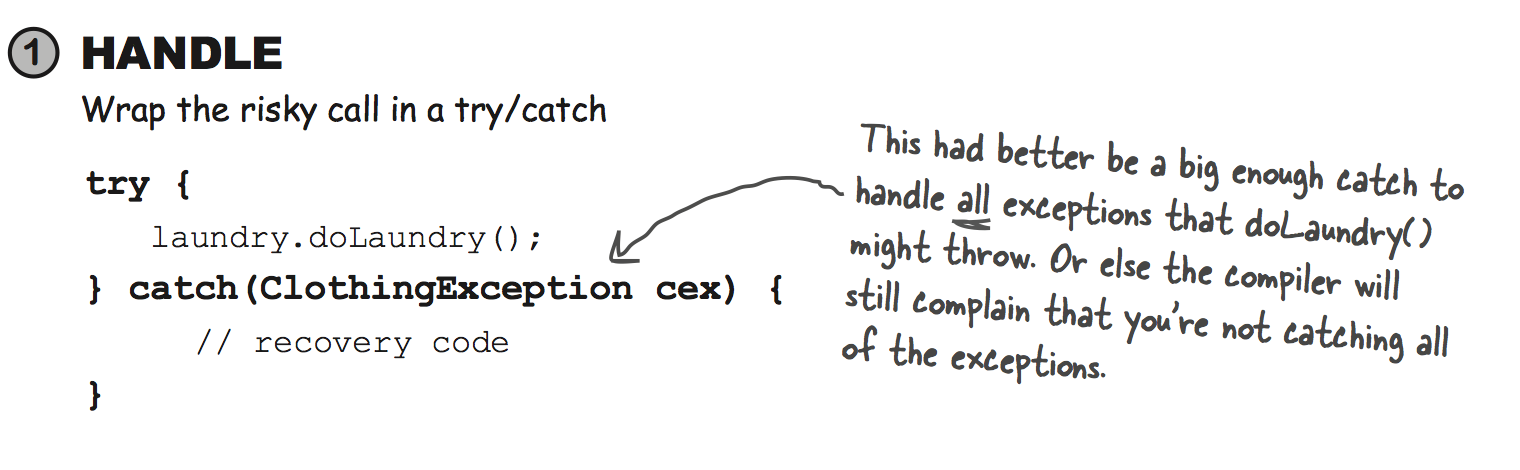 1 HANDLE
Wrap the risky call in a try/catch
try {
laundry.doLaundry();
} catch(ClothingException cex) {
// recovery code
}
This had better be a big enough catch to
handle all exceptions that doLaundry()
might throw. Or else the compiler will
still complain that you're not catching all
of the exceptions.